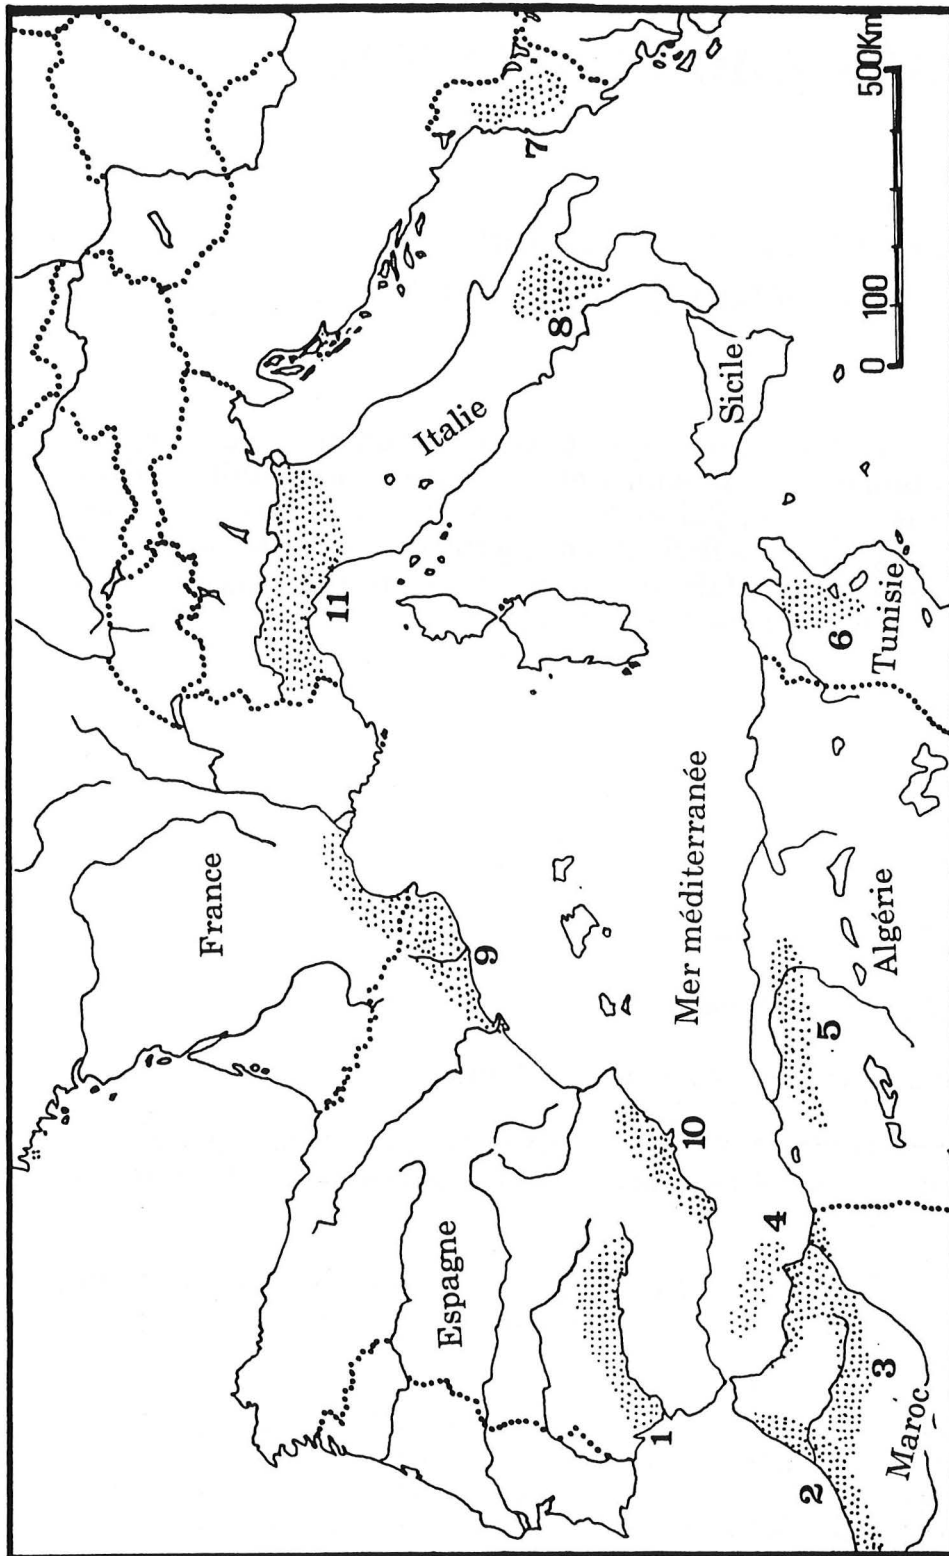 France
Espagne
Italie
Sicile
Mer méditerranée
Maroc
Algérie
Tunisie
1
2
3
4
5
6
7
8
9
10
11
0 100 500Km